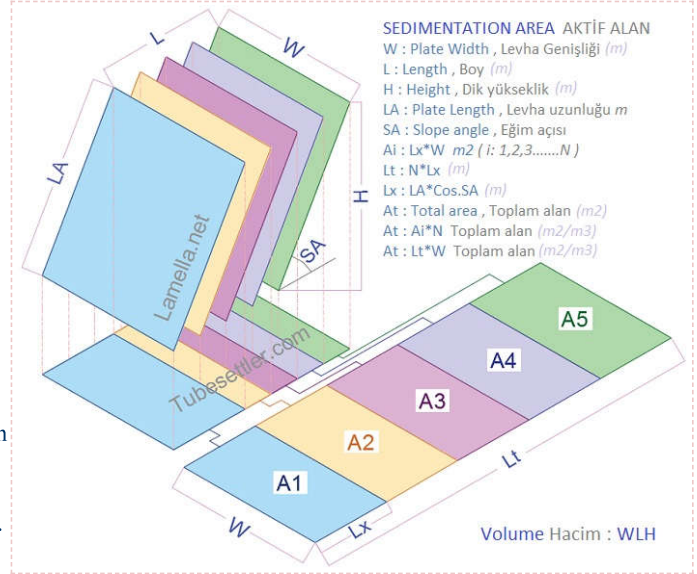 SEDIMENTATION AREA AKTİF ALAN
W : Plate Width , Levha Genişliği (m)
L : Length , Boy (m)
H : Height , Dik yükseklik (m)
LA : Plate Length , Levha uzunluğu m
SA : Slope angle , Eğim açısı
Ai : Lx*W m2 ( i: 1,2,3.......N )
Lt : N*Lx (m)
Lx : LA*Cos.SA (m)
At : Total area , Toplam alan (m2)
At : Ai*N Toplam alan (m2/m3)
At : Lt*W Toplam alan (m2/m3)
L
W
LA
H
SA
Lamella.net
Tubesettler.com
A5
A4
A3
A2
A1
Lt
Lx
W
Volume Hacim : WLH